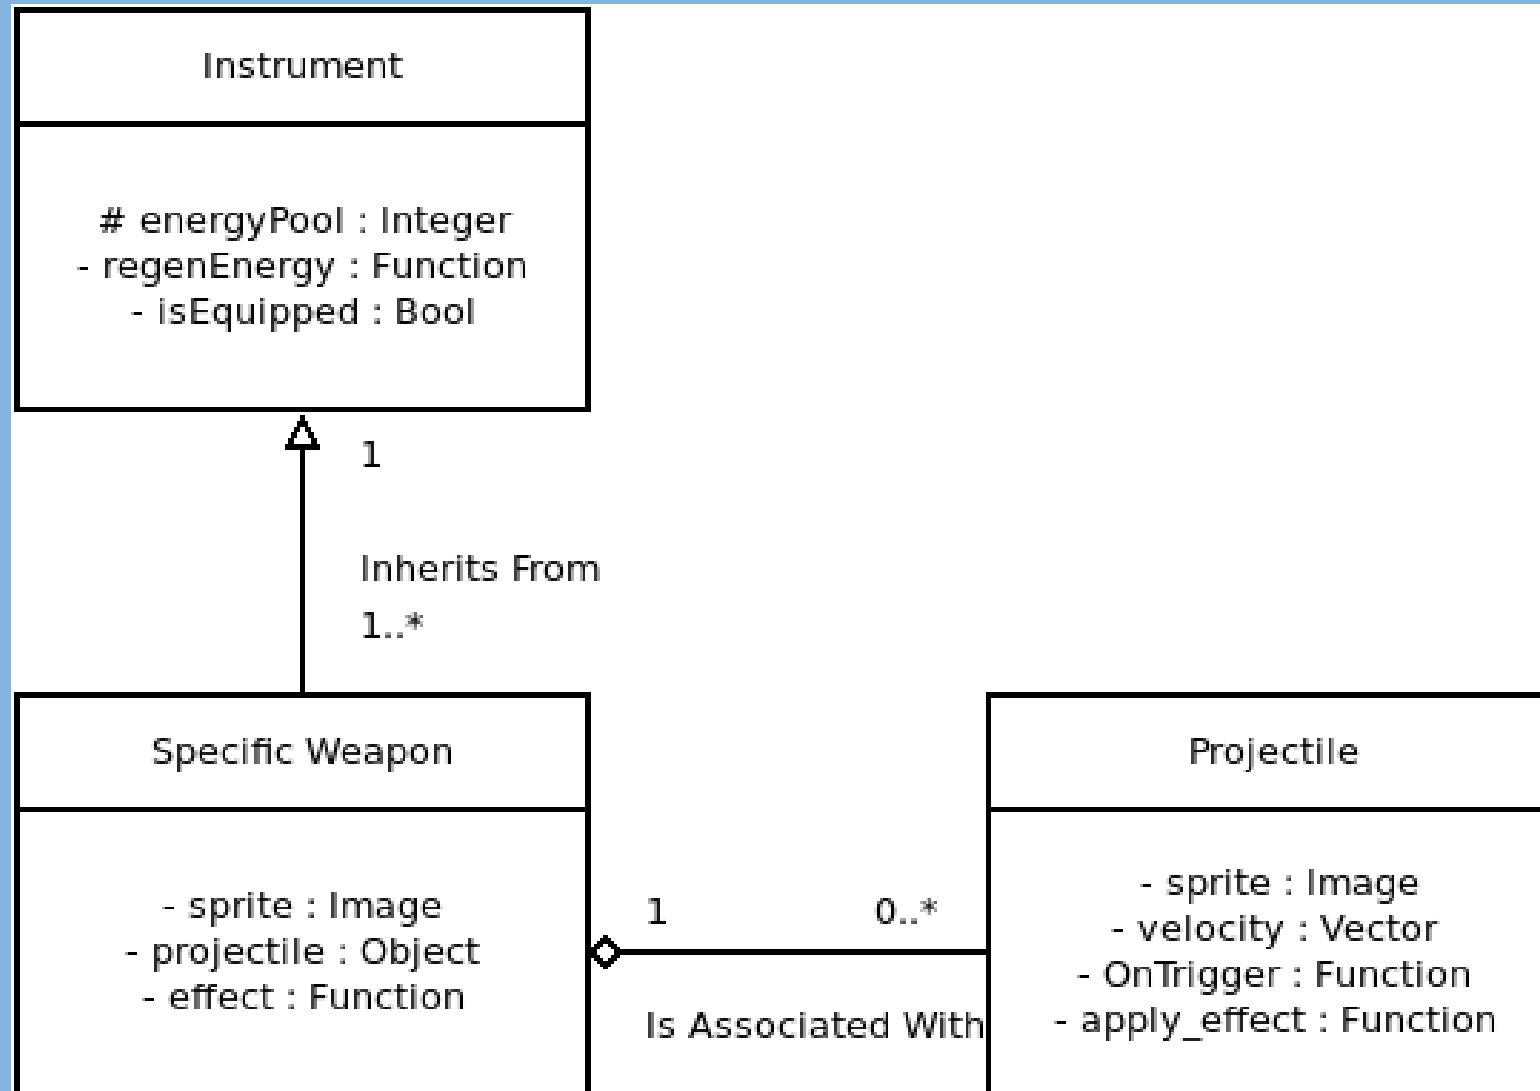 Instrument
# energyPool : Integer
- regenEnergy : Function
- isEquipped : Bool
1
Inherits From
1..*
Specific Weapon
- sprite : Image
- projectile : Object
- effect : Function
1
0..*
Is Associated With
Projectile
- sprite : Image
- velocity : Vector
- OnTrigger : Function
- apply_effect : Function